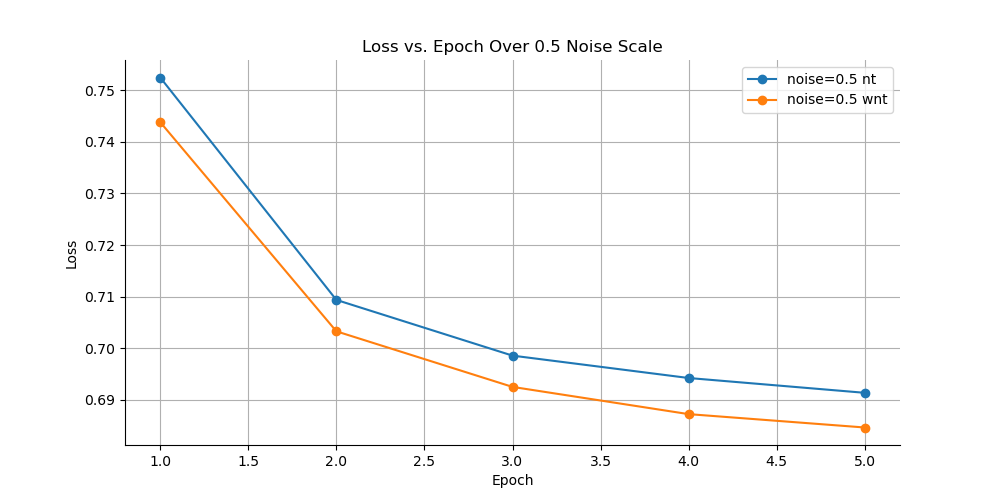 Loss vs. Epoch Over 0.5 Noise Scale
noise=0.5 nt
noise=0.5 wnt
0.75
0.74
0.73
0.72
0.71
0.70
0.69
Loss
1.0 1.5 2.0 2.5 3.0 3.5 4.0 4.5 5.0
Epoch